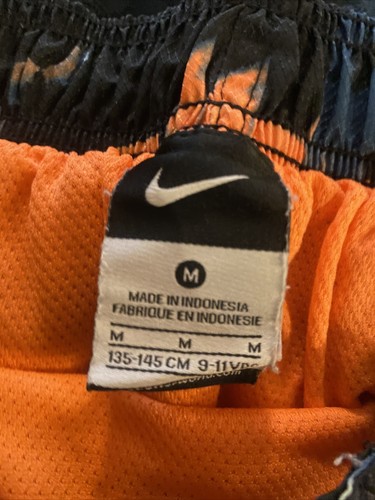 M
MADE IN INDONESIA
FABRIQUE EN INDONESIE
M M M
135-145 CM 9-11